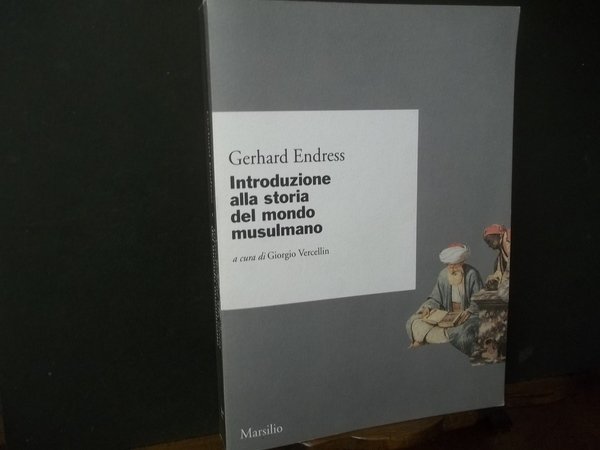 Gerhard Endress
Introduzione
alla storia
del mondo
musulmano
a cura di Giorgio Vercellin
Marsilio